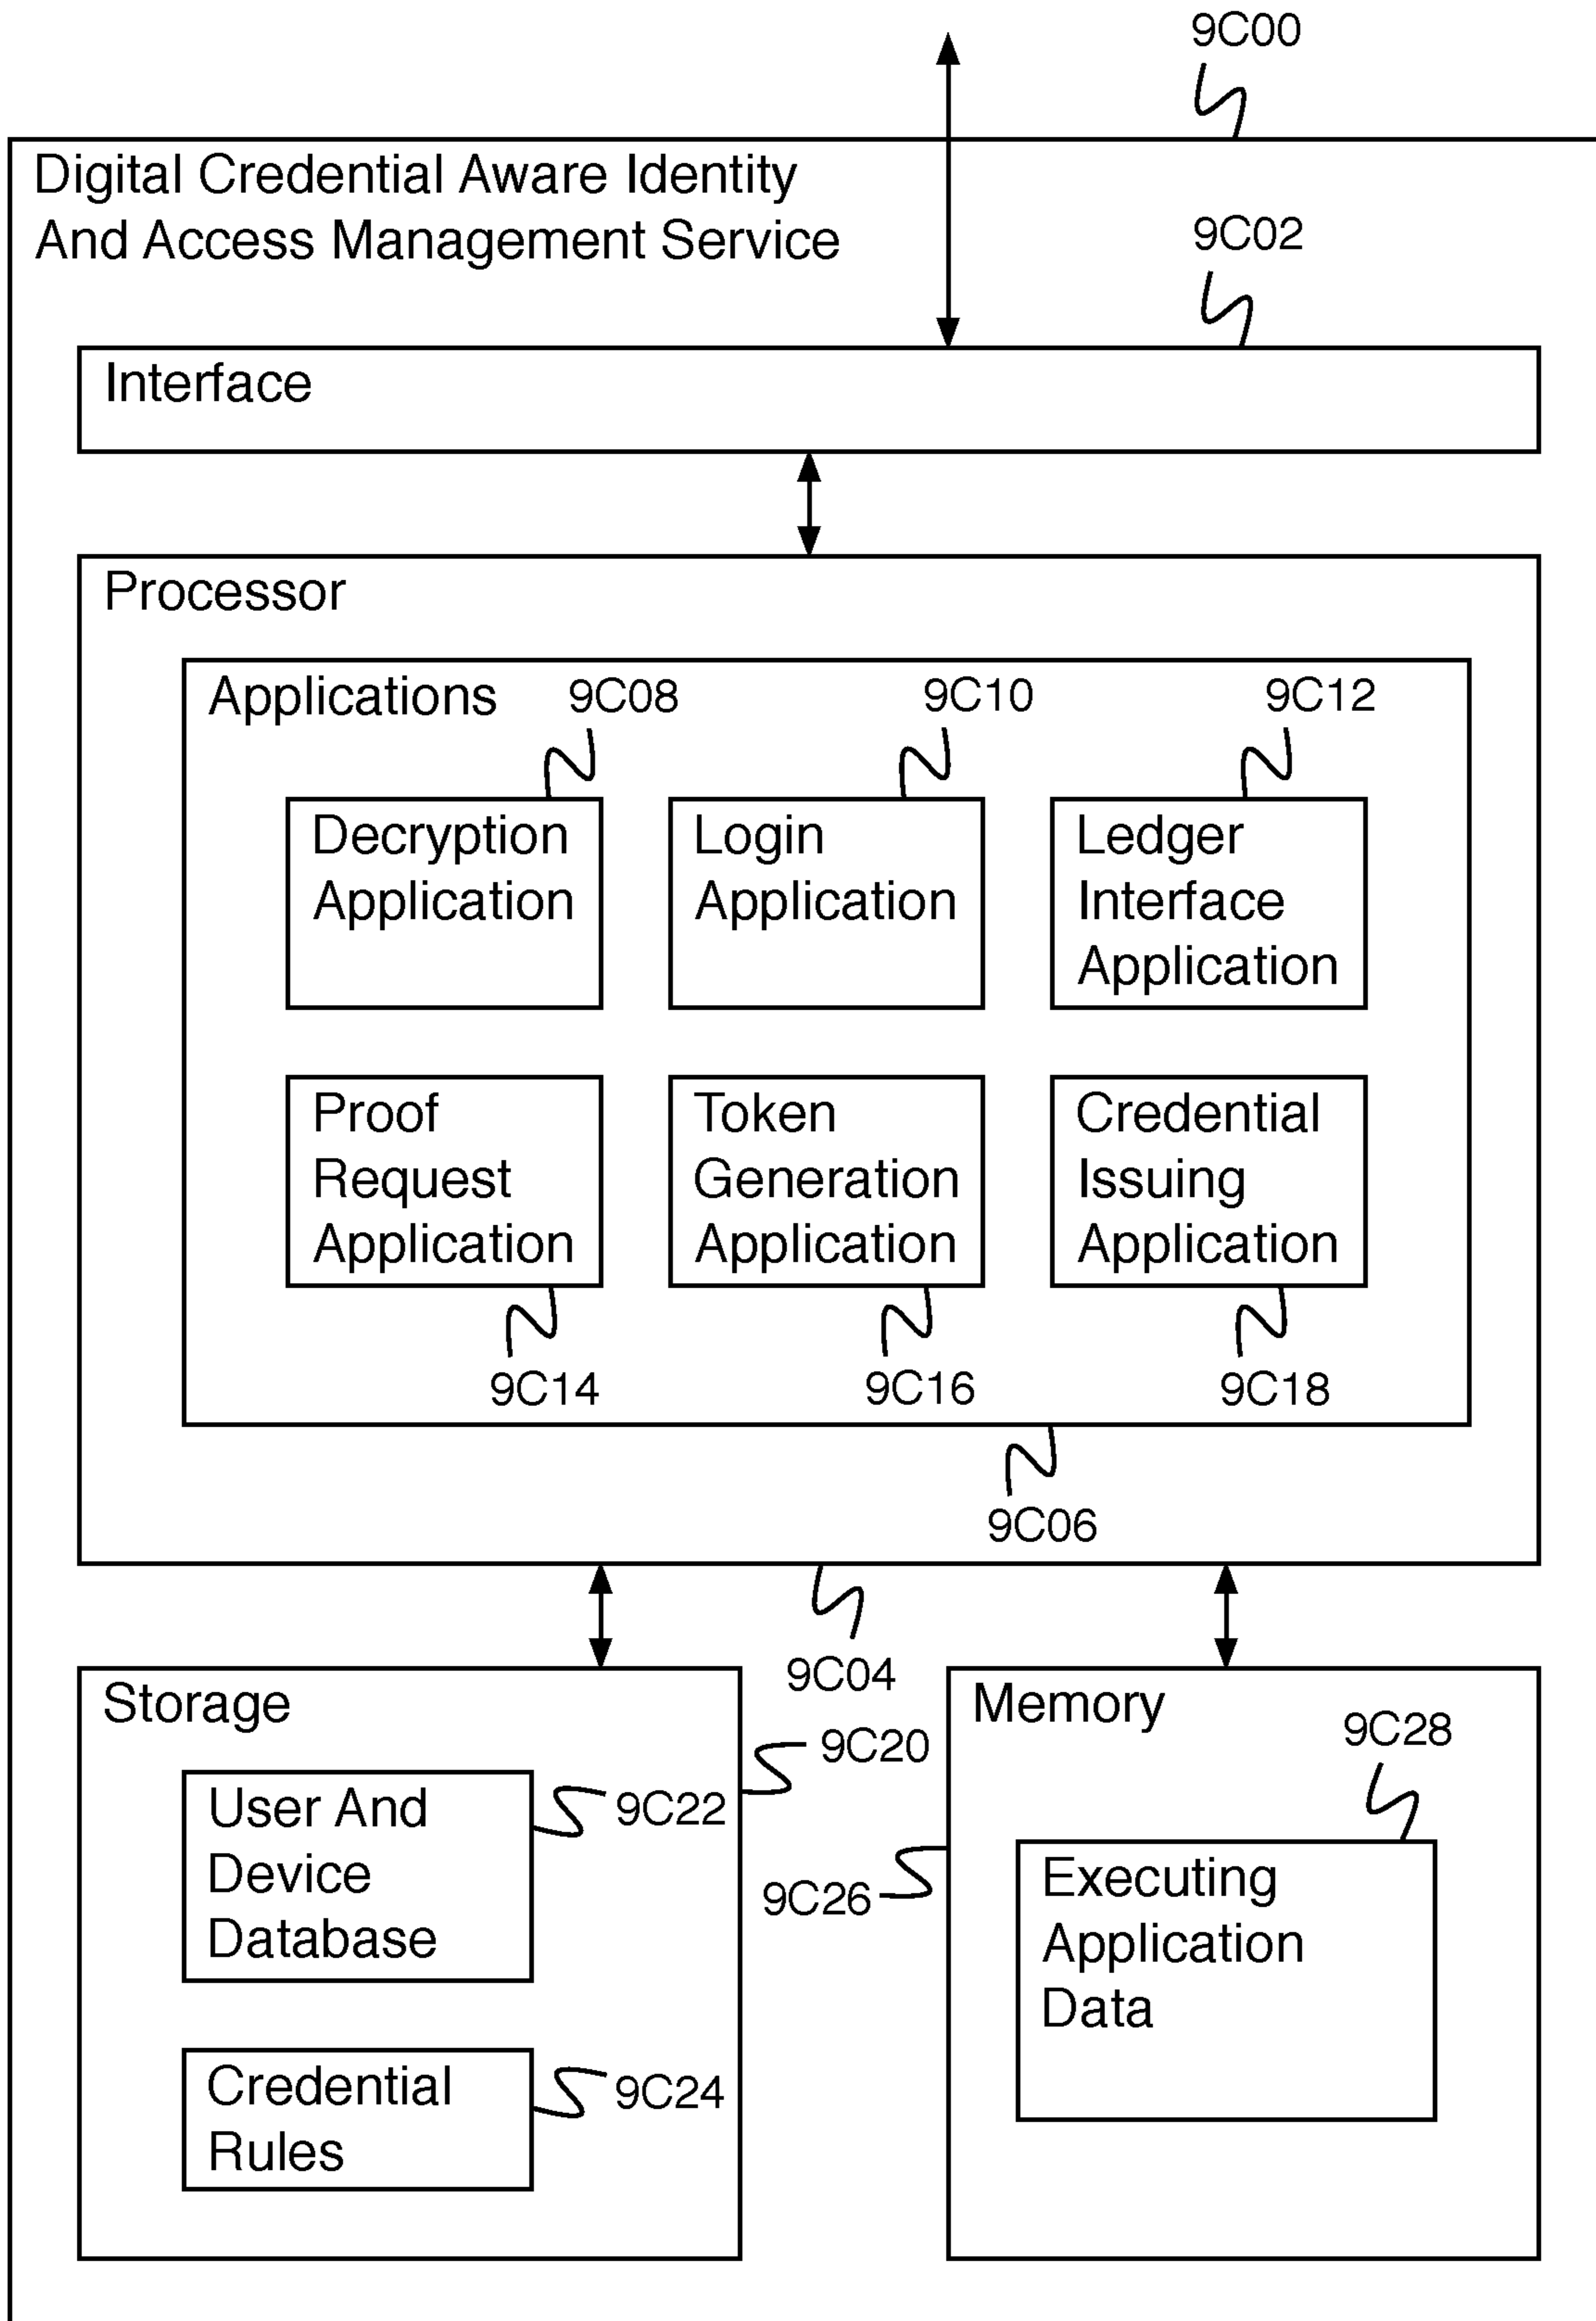 9C00
Digital Credential Aware Identity
And Access Management Service
9C02
Interface
Processor
Applications
9C08
9C10
9C12
Decryption
Application
Login
Application
Ledger
Interface
Application
Proof
Request
Application
Token
Generation
Application
Credential
Issuing
Application
9C14
9C16
9C18
9C06
9C04
Storage
9C20
User And
Device
Database
9C22
Credential
Rules
9C24
Memory
9C28
9C26
Executing
Application
Data